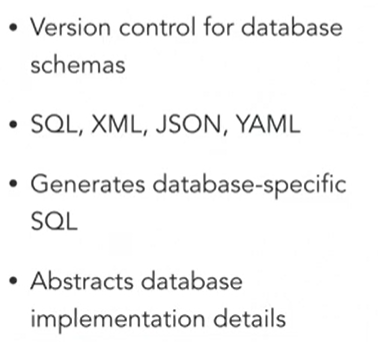 • Version control for database
schemas
• SQL, XML, JSON, YAML
• Generates database-specific
SQL
• Abstracts database
implementation details